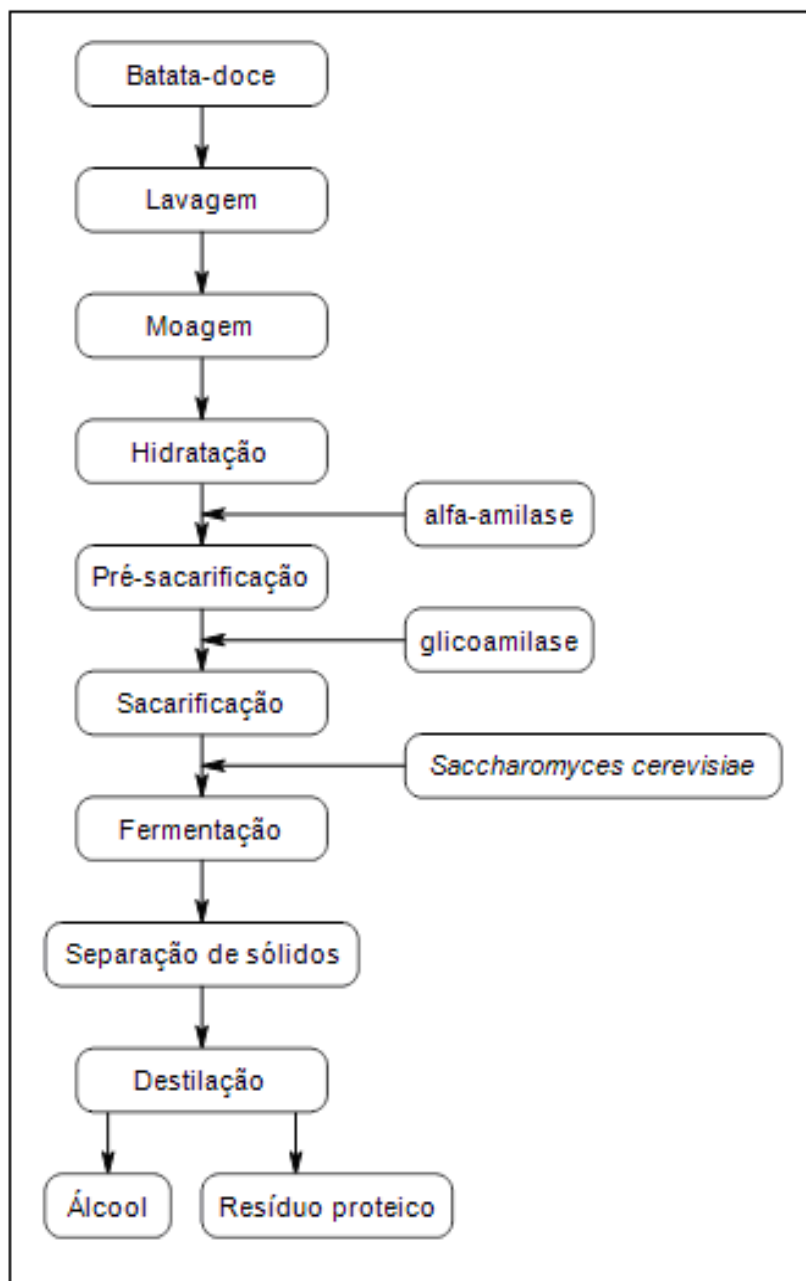 Batata-doce
Lavagem
Moagem
Hidratação
alfa-amilase
Pré-sacarificação
glicoamilase
Sacarificação
Saccharomyces cerevisiae
Fermentação
Separação de sólidos
Destilação
Álcool
Resíduo proteico